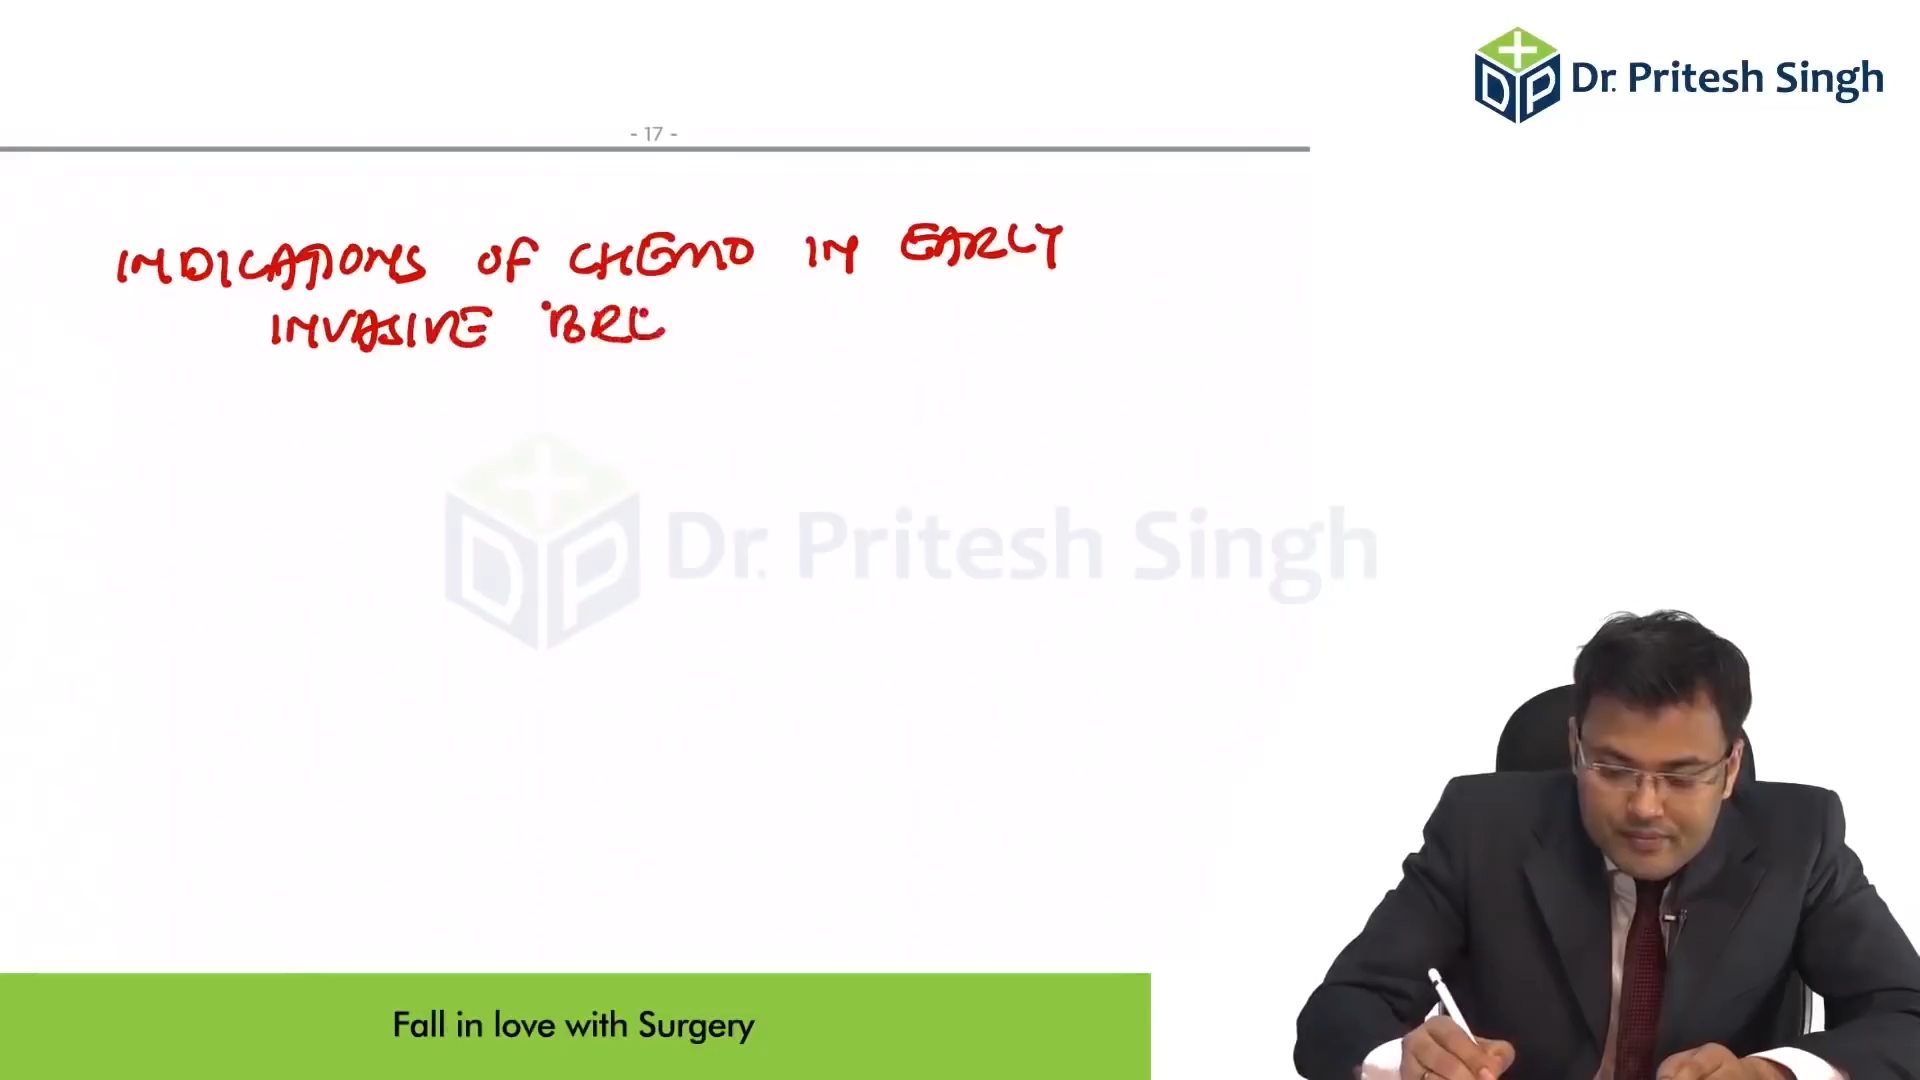 Dr. Pritesh Singh
- 17 -
INDICATIONS OF CHEMO IN EARLY
INVASIVE BRC
Dr. Pritesh Singh
Fall in love with Surgery